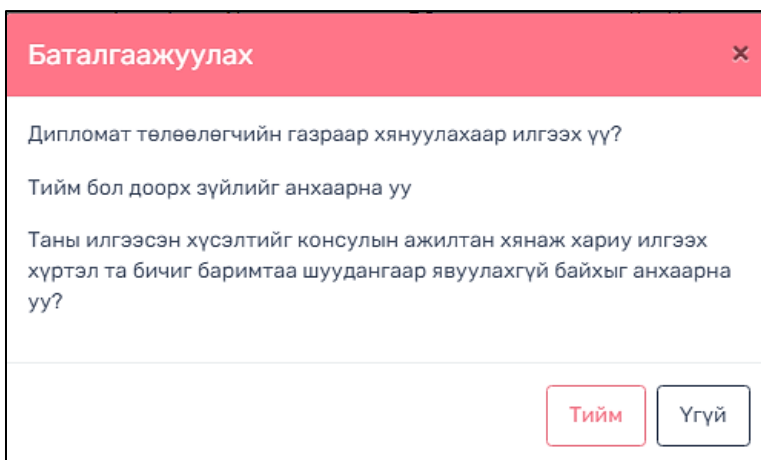 Баталгаажуулах ×
Дипломат төлөөлөгчийн газраар хянуулахаар илгээх үү?
Тийм бол доорх зүйлийг анхаарна уу
Таны илгээсэн хүсэлтийг консулын ажилтан хянаж хариу илгээх
хүртэл та бичиг баримтаа шуудангаар явуулахгүй байхыг анхаарна
уу?
Тийм Үгүй